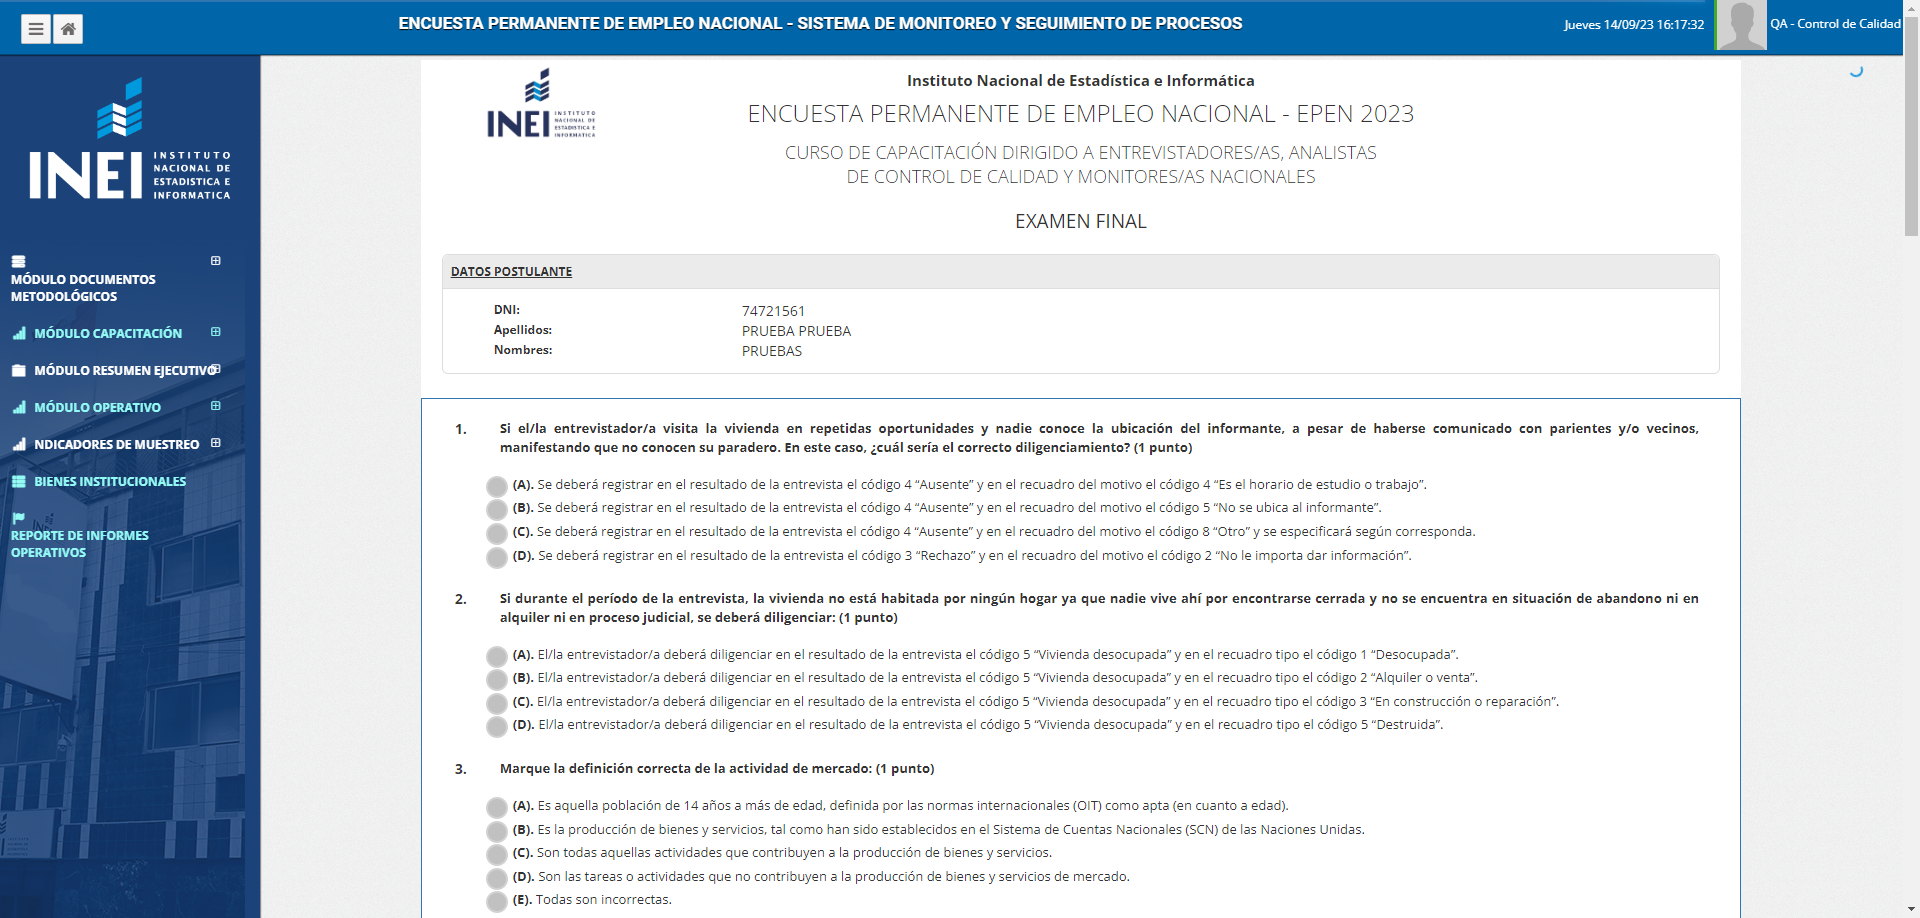 ENCUESTA PERMANENTE DE EMPLEO NACIONAL - SISTEMA DE MONITOREO Y SEGUIMIENTO DE PROCESOS
Jueves 14/09/23 16:17:32
QA - Control de Calidad
INEI
INSTITUTO
NACIONAL DE
ESTADISTICA E
INFORMATICA
MÓDULO DOCUMENTOS
METODOLÓGICOS
MÓDULO CAPACITACIÓN
MÓDULO RESUMEN EJECUTIVO
MÓDULO OPERATIVO
NDICADORES DE MUESTREO
BIENES INSTITUCIONALES
REPORTE DE INFORMES
OPERATIVOS
INEI
INSTITUTO
NACIONAL DE
ESTADISTICA E
INFORMATICA
Instituto Nacional de Estadística e Informática
ENCUESTA PERMANENTE DE EMPLEO NACIONAL - EPEN 2023
CURSO DE CAPACITACIÓN DIRIGIDO A ENTREVISTADORES/AS, ANALISTAS
DE CONTROL DE CALIDAD Y MONITORES/AS NACIONALES
EXAMEN FINAL
DATOS POSTULANTE
DNI: 74721561
Apellidos: PRUEBA PRUEBA
Nombres: PRUEBAS
1. Si el/la entrevistador/a visita la vivienda en repetidas oportunidades y nadie conoce la ubicación del informante, a pesar de haberse comunicado con parientes y/o vecinos,
manifestando que no conocen su paradero. En este caso, ¿cuál sería el correcto diligenciamiento? (1 punto)
(A). Se deberá registrar en el resultado de la entrevista el código 4 “Ausente” y en el recuadro del motivo el código 4 “Es el horario de estudio o trabajo”.
(B). Se deberá registrar en el resultado de la entrevista el código 4 “Ausente” y en el recuadro del motivo el código 5 “No se ubica al informante”.
(C). Se deberá registrar en el resultado de la entrevista el código 4 “Ausente” y en el recuadro del motivo el código 8 “Otro” y se especificará según corresponda.
(D). Se deberá registrar en el resultado de la entrevista el código 3 “Rechazo” y en el recuadro del motivo el código 2 “No le importa dar información”.
2. Si durante el período de la entrevista, la vivienda no está habitada por ningún hogar ya que nadie vive ahí por encontrarse cerrada y no se encuentra en situación de abandono ni en
alquiler ni en proceso judicial, se deberá diligenciar: (1 punto)
(A). El/la entrevistador/a deberá diligenciar en el resultado de la entrevista el código 5 “Vivienda desocupada” y en el recuadro tipo el código 1 “Desocupada”.
(B). El/la entrevistador/a deberá diligenciar en el resultado de la entrevista el código 5 “Vivienda desocupada” y en el recuadro tipo el código 2 “Alquiler o venta”.
(C). El/la entrevistador/a deberá diligenciar en el resultado de la entrevista el código 5 “Vivienda desocupada” y en el recuadro tipo el código 3 “En construcción o reparación”.
(D). El/la entrevistador/a deberá diligenciar en el resultado de la entrevista el código 5 “Vivienda desocupada” y en el recuadro tipo el código 5 “Destruida”.
3. Marque la definición correcta de la actividad de mercado: (1 punto)
(A). Es aquella población de 14 años a más de edad, definida por las normas internacionales (OIT) como apta (en cuanto a edad).
(B). Es la producción de bienes y servicios, tal como han sido establecidos en el Sistema de Cuentas Nacionales (SCN) de las Naciones Unidas.
(C). Son todas aquellas actividades que contribuyen a la producción de bienes y servicios.
(D). Son las tareas o actividades que no contribuyen a la producción de bienes y servicios de mercado.
(E). Todas son incorrectas.